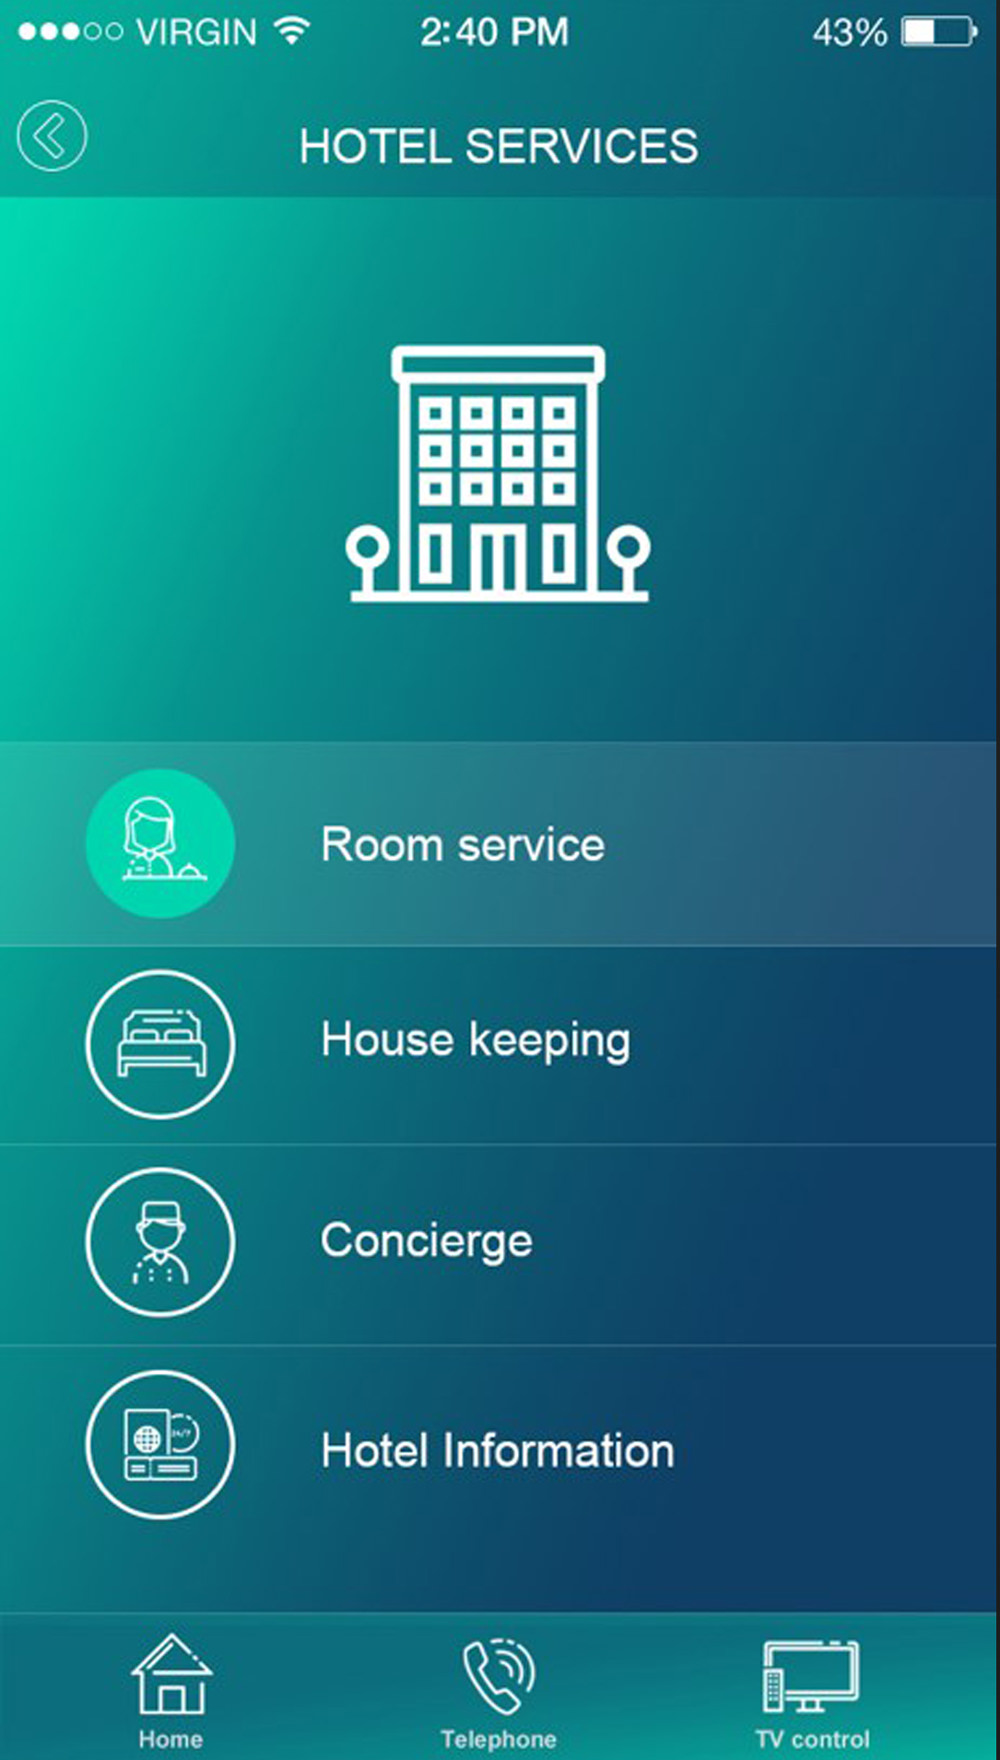 VIRGIN 2:40 PM 43%
HOTEL SERVICES
Room service
House keeping
Concierge
24/7
Hotel Information
Home Telephone TV control